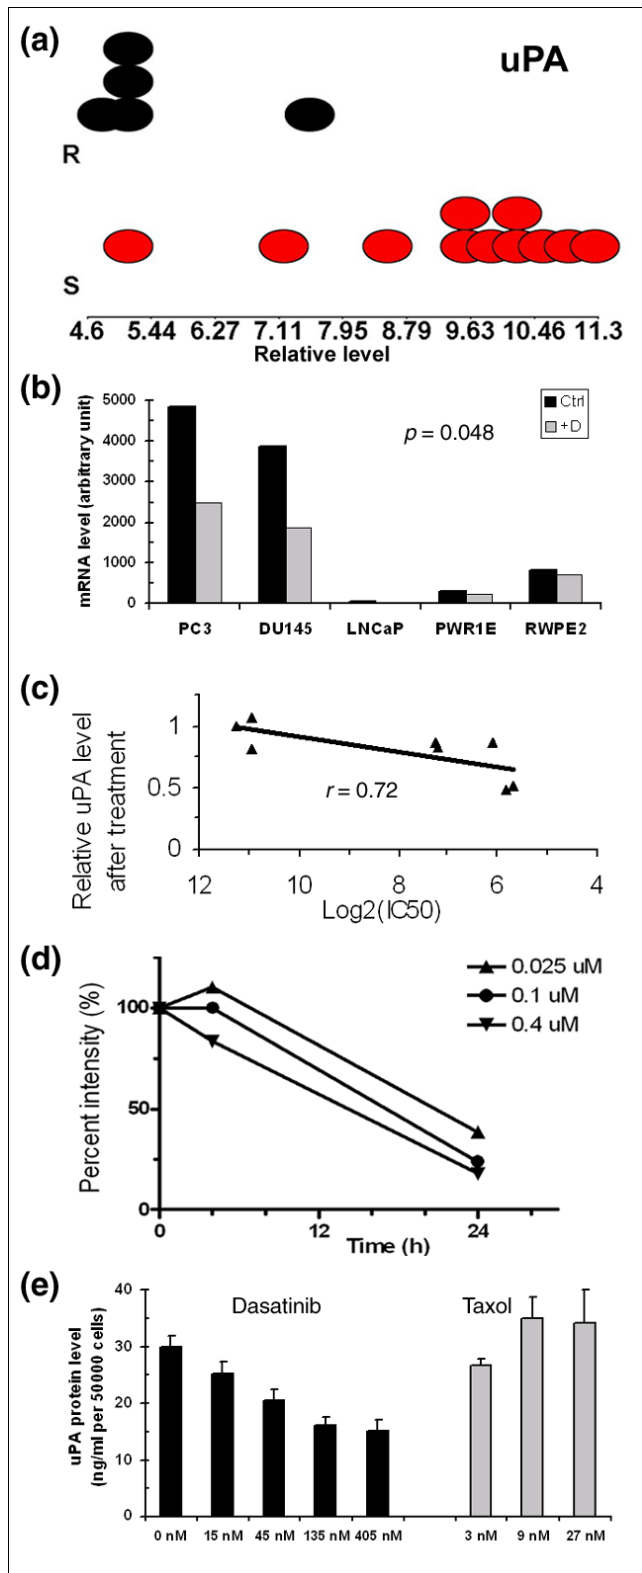 (a)
uPA
R
S
4.6 5.44 6.27 7.11 7.95 8.79 9.63 10.46 11.3
Relative level
(b)
mRNA level (arbitrary unit)
5000
4000
3000
2000
1000
0
Ctrl
+D
p = 0.048
PC3 DU145 LNCaP PWR1E RWPE2
(c)
Relative uPA level
after treatment
1
0.5
0
r = 0.72
12 10 8 6 4
Log2(IC50)
(d)
Percent intensity (%)
100
50
0
0.025 uM
0.1 uM
0.4 uM
0 12 24
Time (h)
(e)
uPA protein level
(ng/ml per 50000 cells)
40
30
20
10
0
Dasatinib Taxol
0 nM 15 nM 45 nM 135 nM 405 nM 3 nM 9 nM 27 nM